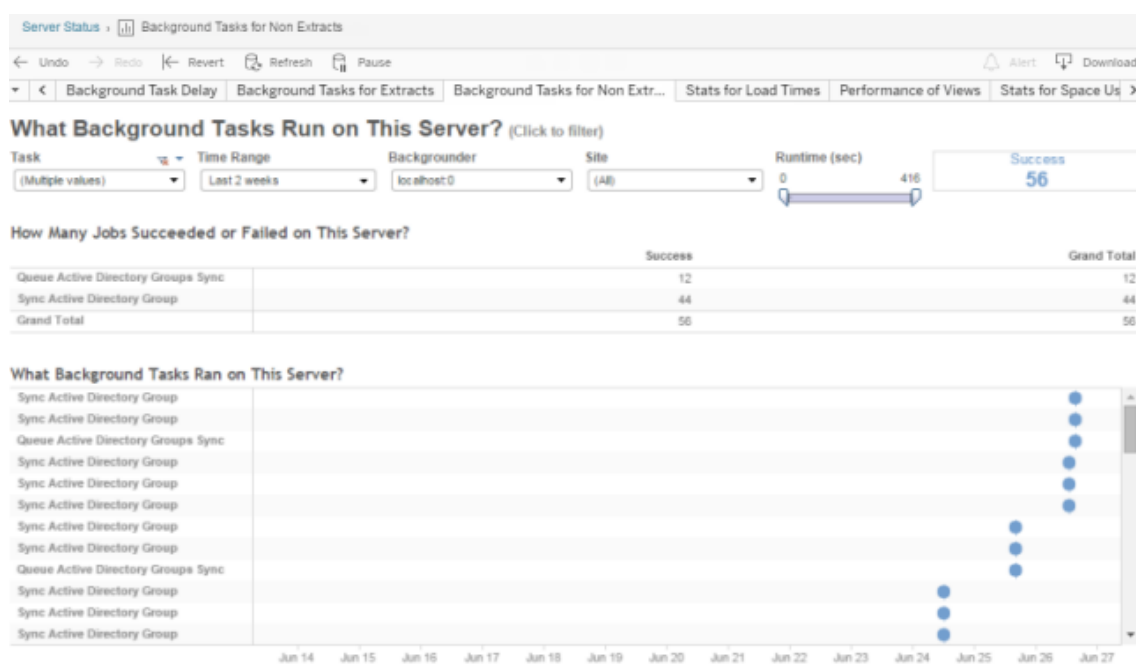 Server Status › Background Tasks for Non Extracts
← Undo → Redo |← Revert Refresh Pause Alert Download
Background Task Delay Background Tasks for Extracts Background Tasks for Non Extr... Stats for Load Times Performance of Views Stats for Space Us
What Background Tasks Run on This Server? (Click to filter)
Task Time Range Backgrounder Site Runtime (sec) Success
(Multiple values) Last 2 weeks localhost:0 (All) 0 416 56
How Many Jobs Succeeded or Failed on This Server?
Success Grand Total
Queue Active Directory Groups Sync 12 12
Sync Active Directory Group 44 44
Grand Total 56 56
What Background Tasks Ran on This Server?
Sync Active Directory Group
Sync Active Directory Group
Queue Active Directory Groups Sync
Sync Active Directory Group
Sync Active Directory Group
Sync Active Directory Group
Sync Active Directory Group
Sync Active Directory Group
Queue Active Directory Groups Sync
Sync Active Directory Group
Sync Active Directory Group
Sync Active Directory Group
Jun 14 Jun 15 Jun 16 Jun 17 Jun 18 Jun 19 Jun 20 Jun 21 Jun 22 Jun 23 Jun 24 Jun 25 Jun 26 Jun 27